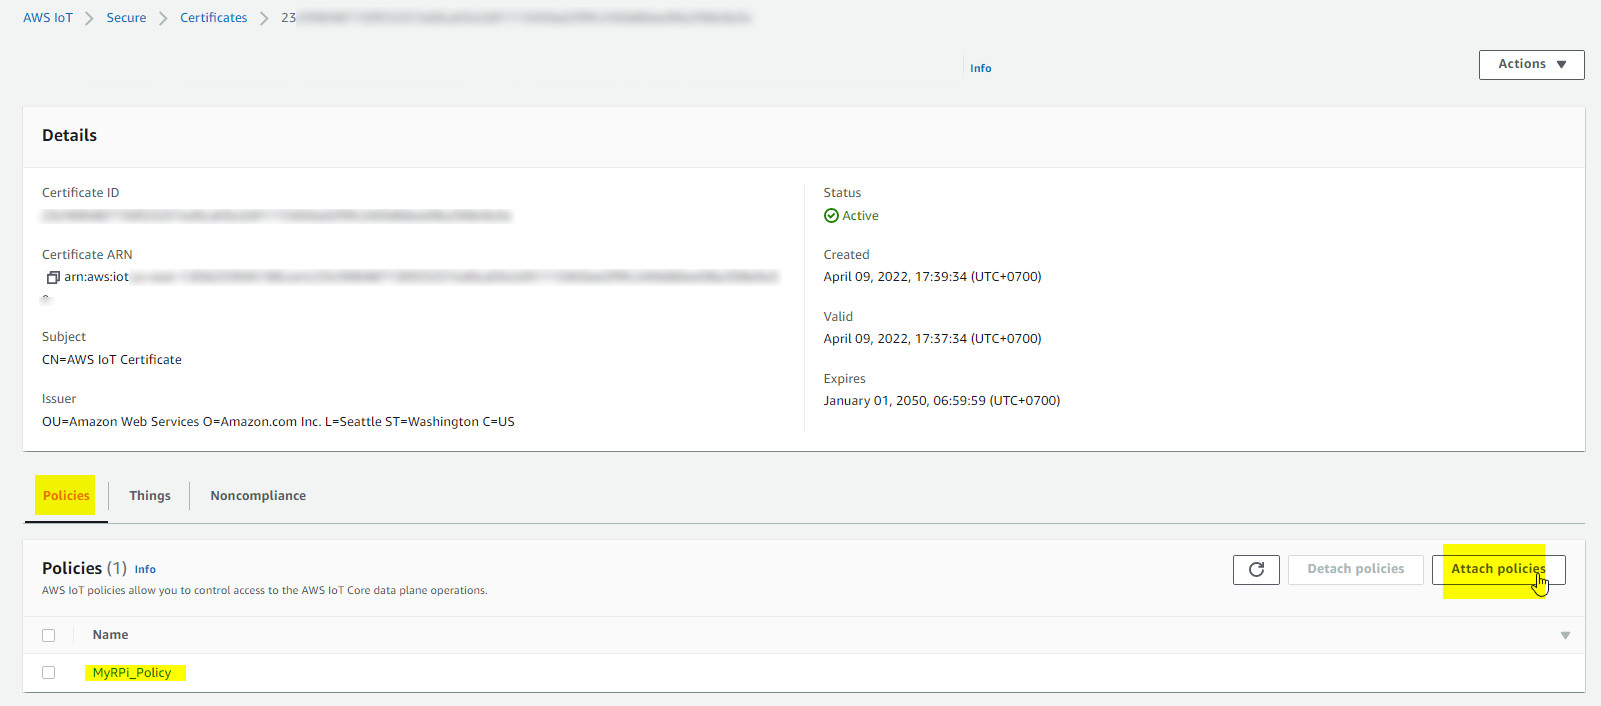 AWS IoT > Secure > Certificates > 23
Info
Actions ▼
Details
Certificate ID
Status
Active
Certificate ARN
arn:aws:iot
Created
April 09, 2022, 17:39:34 (UTC+0700)
Subject
CN=AWS IoT Certificate
Valid
April 09, 2022, 17:37:34 (UTC+0700)
Issuer
OU=Amazon Web Services O=Amazon.com Inc. L=Seattle ST=Washington C=US
Expires
January 01, 2050, 06:59:59 (UTC+0700)
Policies Things Noncompliance
Policies (1) Info
AWS IoT policies allow you to control access to the AWS IoT Core data plane operations.
Detach policies
Attach policies
Name
MyRPi_Policy